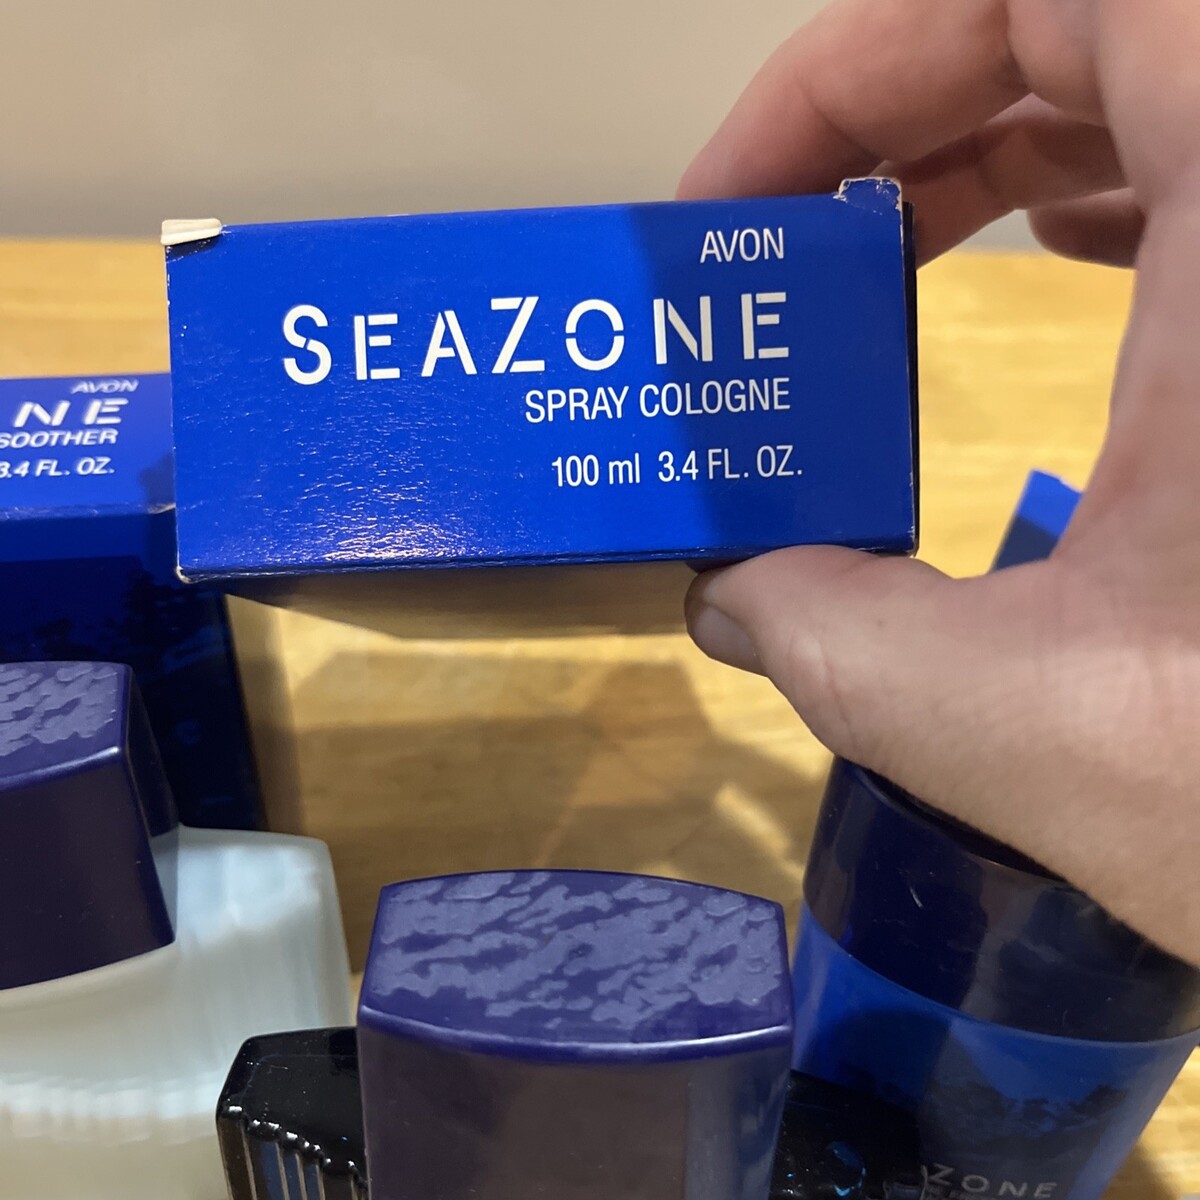 AVON
SEAZONE
SPRAY COLOGNE
100 ml 3.4 FL. OZ.
AVON
NE
SOOTHER
3.4 FL. OZ.
ZONE